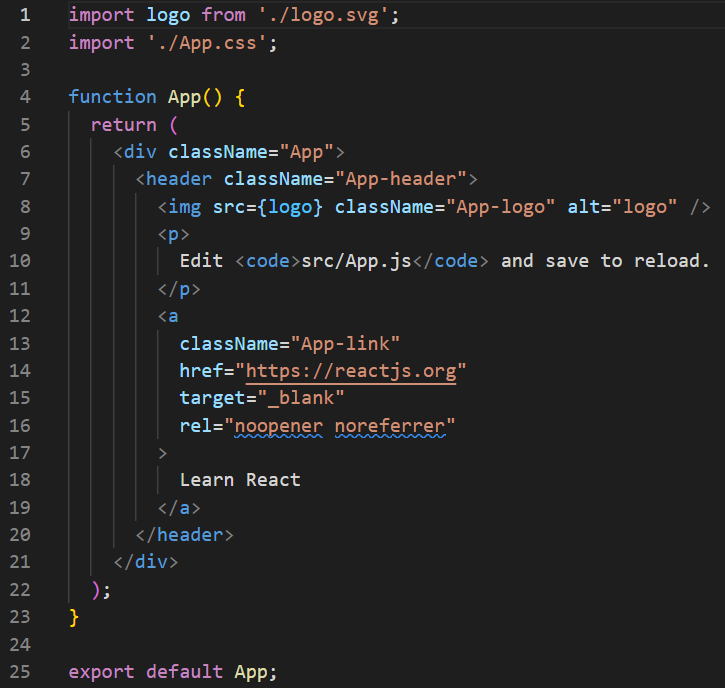 1 import logo from './logo.svg';
2 import './App.css';
3
4 function App() {
5   return (
6     <div className="App">
7       <header className="App-header">
8         <img src={logo} className="App-logo" alt="logo" />
9         <p>
10           Edit <code>src/App.js</code> and save to reload.
11         </p>
12         <a
13           className="App-link"
14           href="https://reactjs.org"
15           target="_blank"
16           rel="noopener noreferrer"
17         >
18           Learn React
19         </a>
20       </header>
21     </div>
22   );
23 }
24
25 export default App;